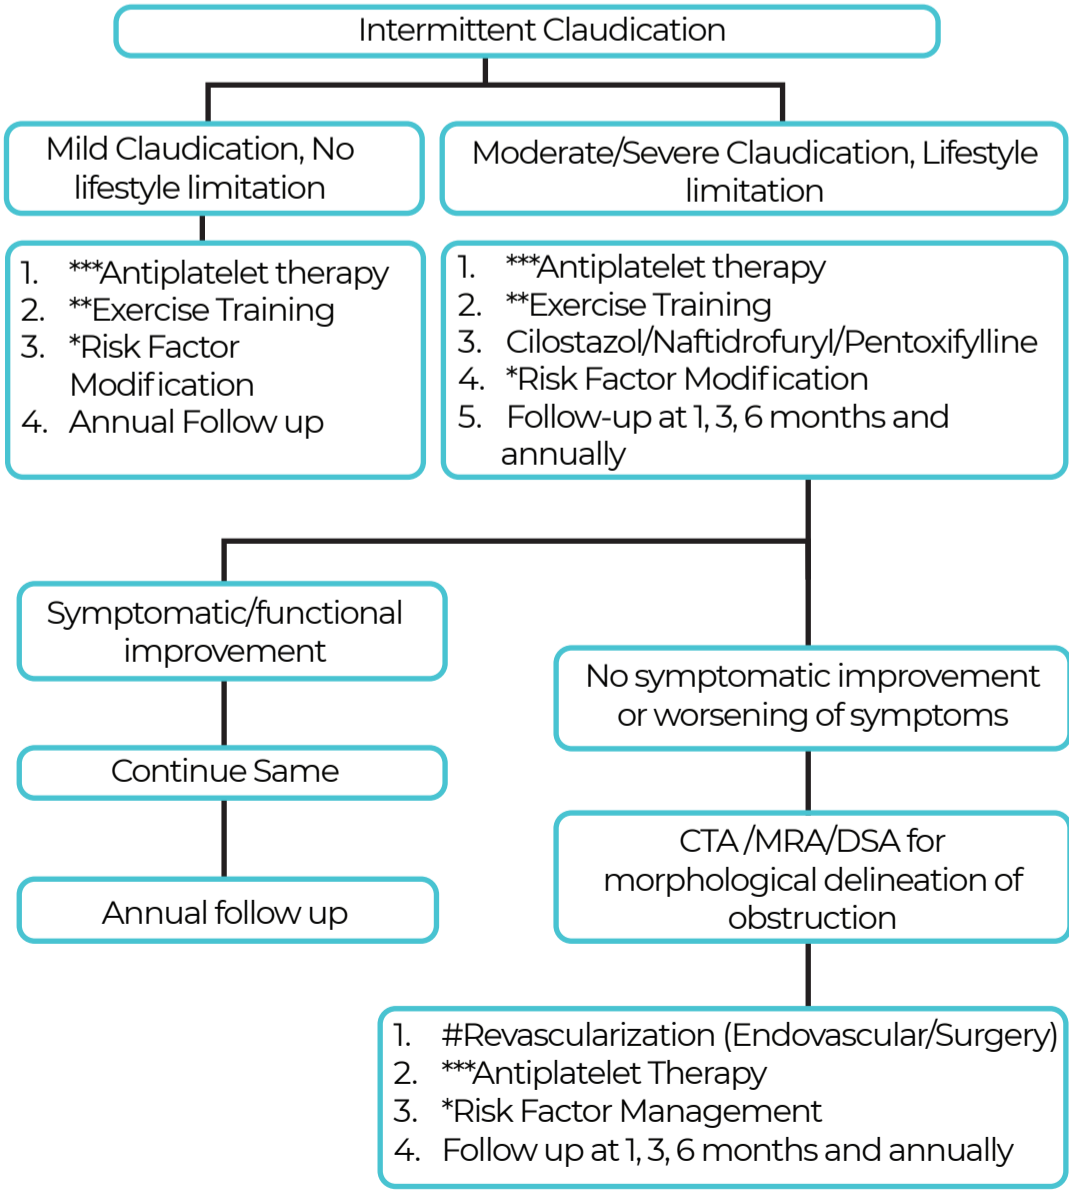 Intermittent Claudication
Mild Claudication, No
lifestyle limitation
Moderate/Severe Claudication, Lifestyle
limitation
1. ***Antiplatelet therapy
2. **Exercise Training
3. *Risk Factor
Modification
4. Annual Follow up
1. ***Antiplatelet therapy
2. **Exercise Training
3. Cilostazol/Naftidrofuryl/Pentoxifylline
4. *Risk Factor Modification
5. Follow-up at 1, 3, 6 months and
annually
Symptomatic/functional
improvement
Continue Same
Annual follow up
No symptomatic improvement
or worsening of symptoms
CTA /MRA/DSA for
morphological delineation of
obstruction
1. #Revascularization (Endovascular/Surgery)
2. ***Antiplatelet Therapy
3. *Risk Factor Management
4. Follow up at 1, 3, 6 months and annually